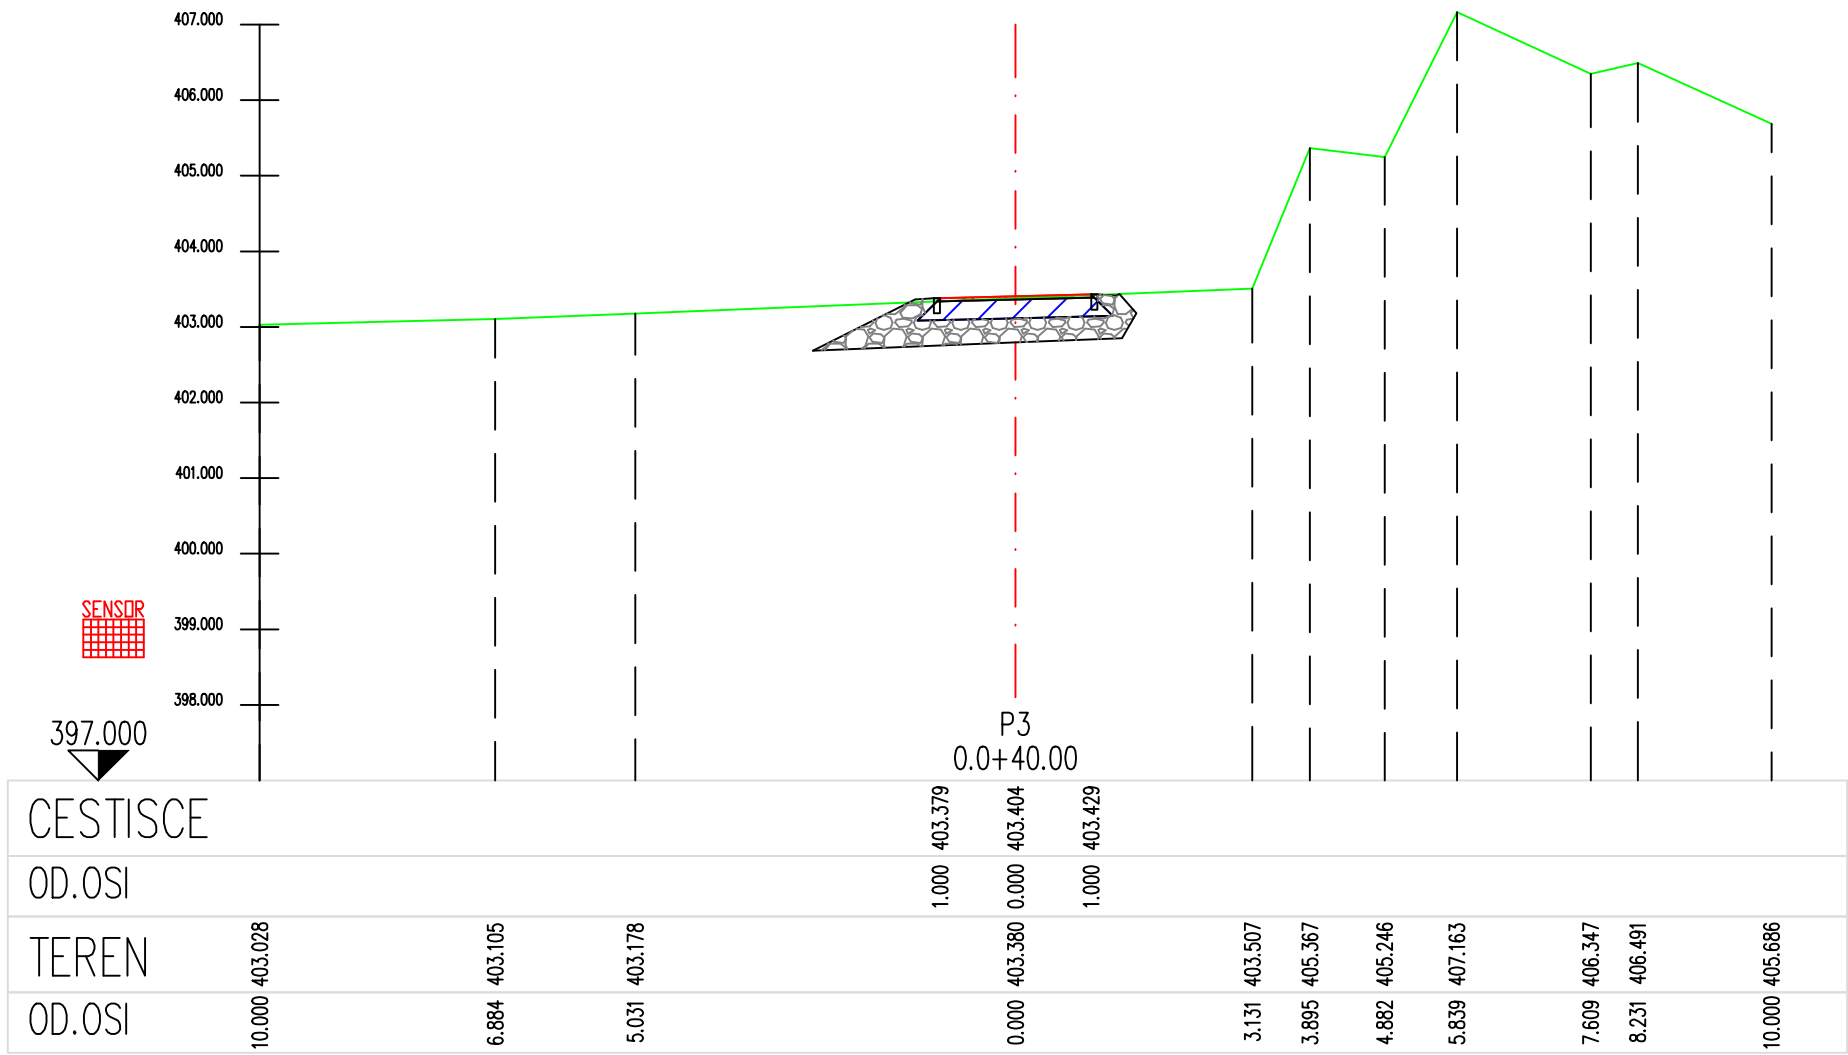 407.000
406.000
405.000
404.000
403.000
402.000
401.000
400.000
399.000
398.000
SENSOR
397.000
P3
0.0+40.00
CESTISCE 403.379 403.404 403.429
OD.OSI 1.000 0.000 1.000
TEREN 403.028 403.105 403.178 403.380 403.507 405.367 405.246 407.163 406.347 406.491 405.686
OD.OSI 10.000 6.884 5.031 0.000 3.131 3.895 4.882 5.839 7.609 8.231 10.000